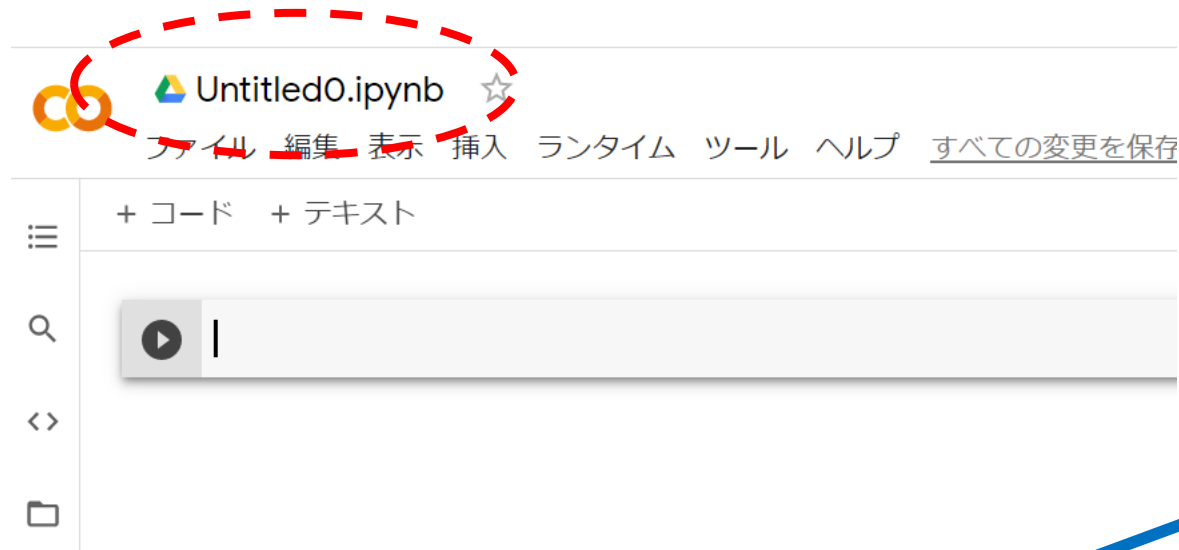 Untitled0.ipynb
ファイル 編集 表示 挿入 ランタイム ツール ヘルプ すべての変更を保存
+ コード + テキスト